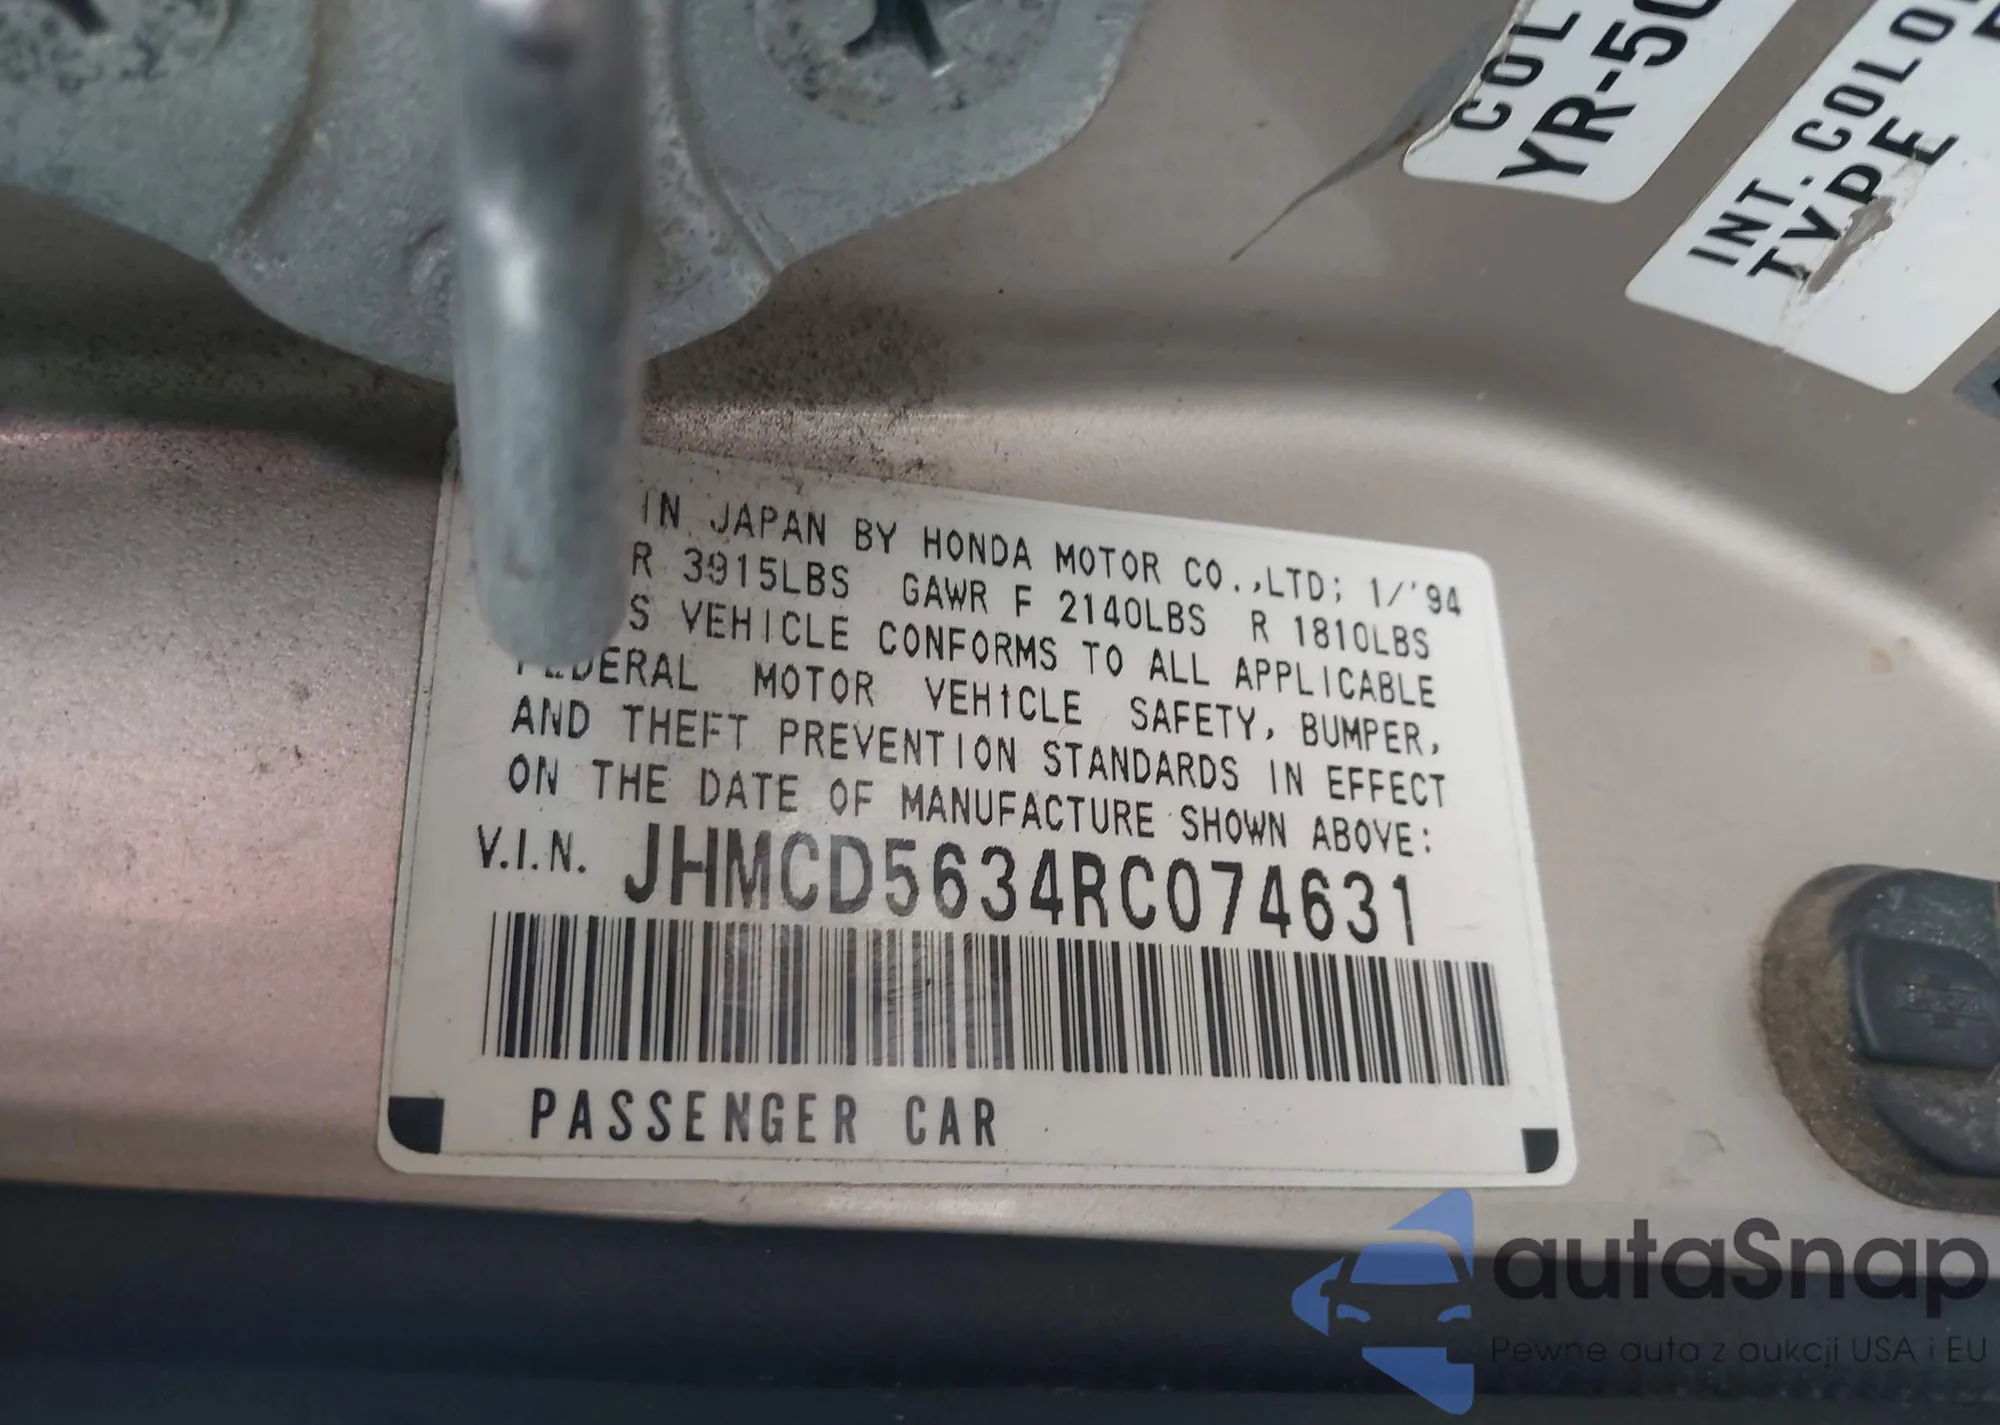 COL
YR-50
INT. COLO
TYPE
IN JAPAN BY HONDA MOTOR CO.,LTD; 1/'94
R 3915LBS GAWR F 2140LBS R 1810LBS
S VEHICLE CONFORMS TO ALL APPLICABLE
FEDERAL MOTOR VEHICLE SAFETY, BUMPER,
AND THEFT PREVENTION STANDARDS IN EFFECT
ON THE DATE OF MANUFACTURE SHOWN ABOVE:
V.I.N. JHMCD5634RC074631
PASSENGER CAR
autaSnap
Pewne auto z aukcji USA i EU